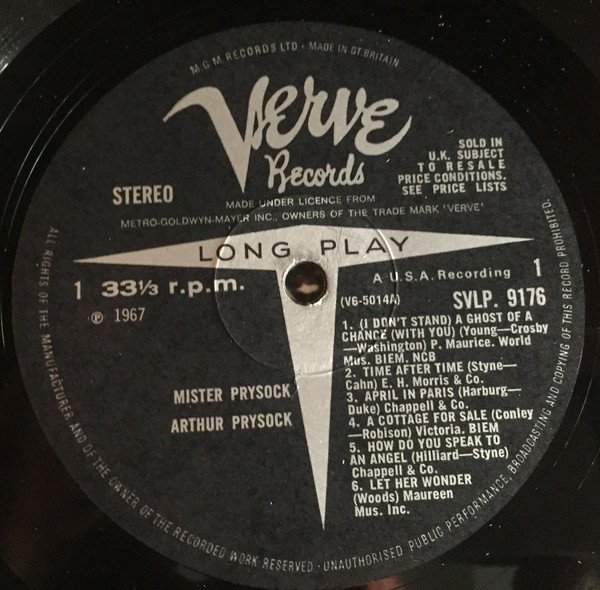 M.G.M. RECORDS LTD · MADE IN GT. BRITAIN
Verve
Records
STEREO
SOLD IN
U.K. SUBJECT
TO RESALE
PRICE CONDITIONS.
SEE PRICE LISTS
MADE UNDER LICENCE FROM
METRO-GOLDWYN-MAYER INC., OWNERS OF THE TRADE MARK 'VERVE'
LONG PLAY
A U.S.A. Recording 1
1 33⅓ r.p.m.
(V6-5014A) SVLP. 9176
℗ 1967
1. (I DON'T STAND) A GHOST OF A
CHANCE (WITH YOU) (Young—Crosby
—Washington) P. Maurice. World
Mus. BIEM. NCB
2. TIME AFTER TIME (Styne—
Cahn) E. H. Morris & Co.
3. APRIL IN PARIS (Harburg—
Duke) Chappell & Co.
4. A COTTAGE FOR SALE (Conley
—Robison) Victoria. BIEM
5. HOW DO YOU SPEAK TO
AN ANGEL (Hilliard—Styne)
Chappell & Co.
6. LET HER WONDER
(Woods) Maureen
Mus. Inc.
MISTER PRYSOCK
ARTHUR PRYSOCK
ALL RIGHTS OF THE MANUFACTURER AND OF THE OWNER OF THE RECORDED WORK RESERVED · UNAUTHORISED PUBLIC PERFORMANCE, BROADCASTING AND COPYING OF THIS RECORD PROHIBITED.